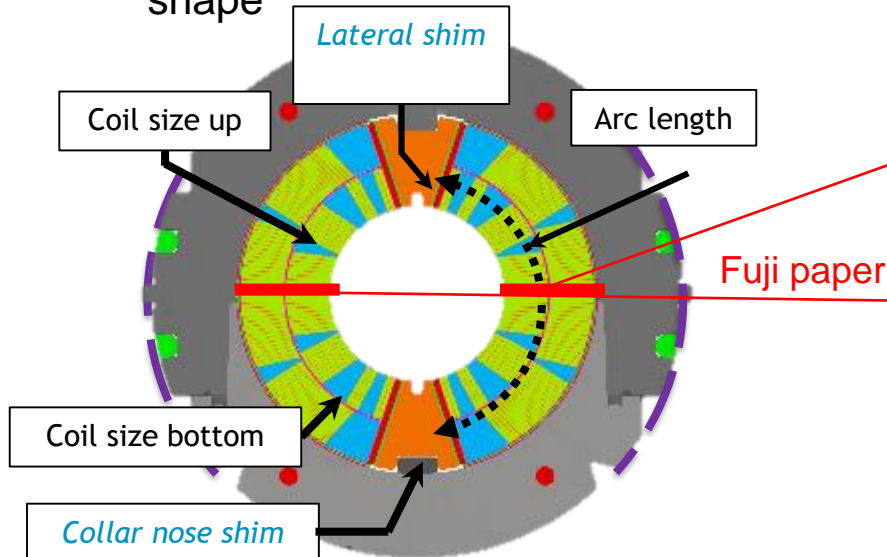 shape
Lateral shim
Coil size up
Arc length
Fuji paper
Coil size bottom
Collar nose shim